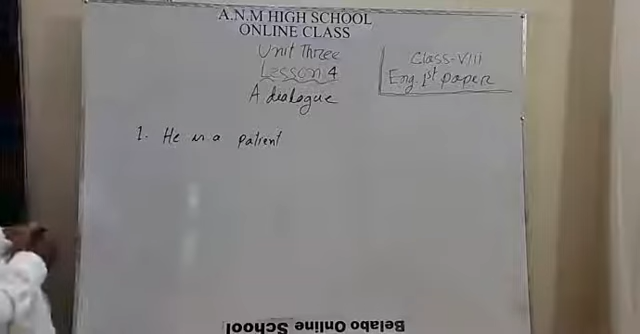 A.N.M HIGH SCHOOL
ONLINE CLASS
Unit Three
Lesson 4
A dialogue
Class-VIII
Eng. 1st paper
1. He is a patient
Belabo Online School